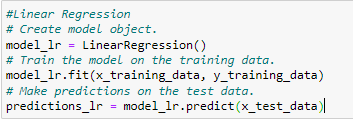 #Linear Regression
# Create model object.
model_lr = LinearRegression()
# Train the model on the training data.
model_lr.fit(x_training_data, y_training_data)
# Make predictions on the test data.
predictions_lr = model_lr.predict(x_test_data)